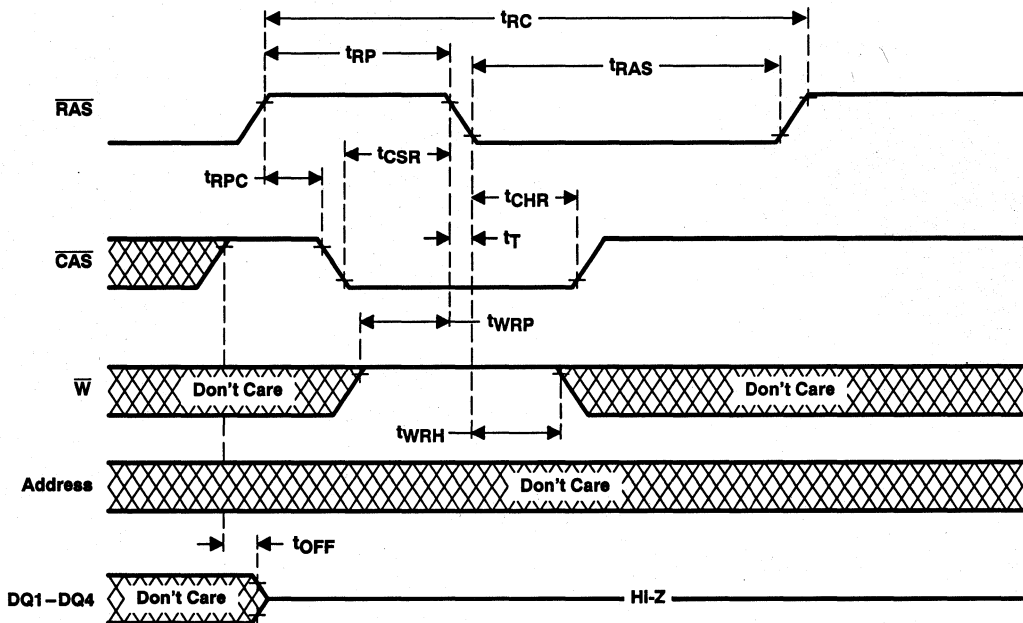 tRC
tRP
tRAS
RAS
tCSR
tRPC
tCHR
tT
CAS
tWRP
W
Don't Care
Don't Care
tWRH
Address
Don't Care
tOFF
DQ1–DQ4
Don't Care
HI-Z